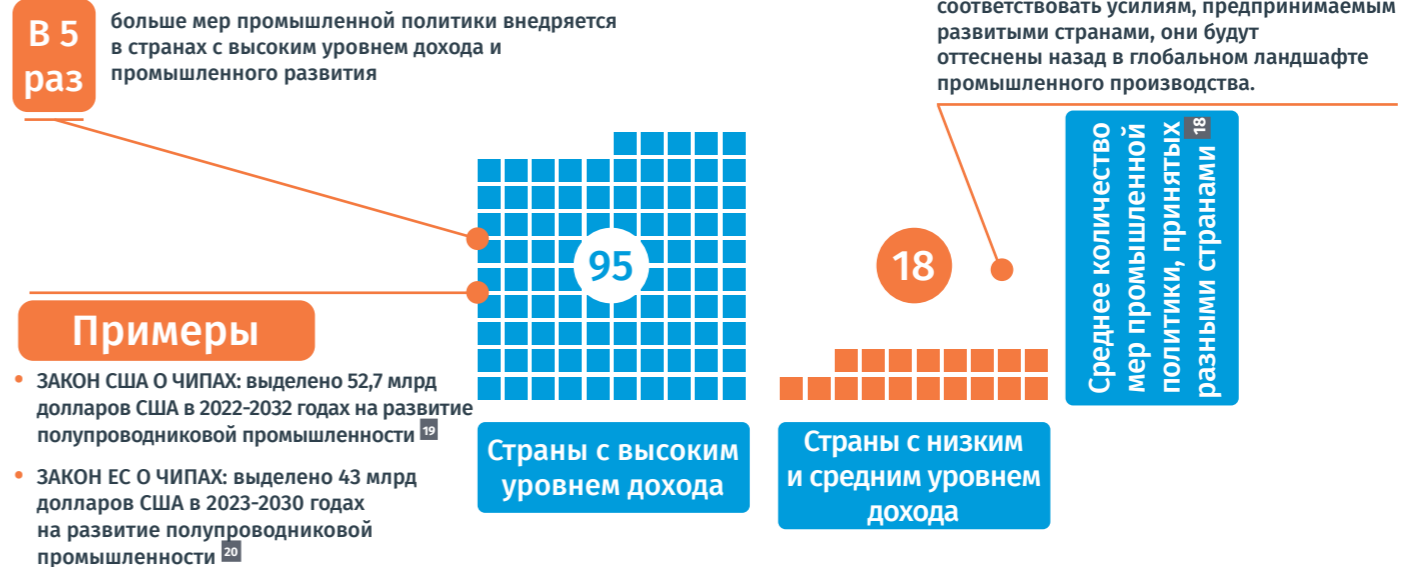 В 5
раз
больше мер промышленной политики внедряется
в странах с высоким уровнем дохода и
промышленного развития
соответствовать усилиям, предпринимаемым
развитыми странами, они будут
оттеснены назад в глобальном ландшафте
промышленного производства.
95
18
Среднее количество
мер промышленной
политики, принятых
разными странами 18
Примеры
• ЗАКОН США О ЧИПАХ: выделено 52,7 млрд
долларов США в 2022-2032 годах на развитие
полупроводниковой промышленности 19
• ЗАКОН ЕС О ЧИПАХ: выделено 43 млрд
долларов США в 2023-2030 годах
на развитие полупроводниковой
промышленности 20
Страны с высоким
уровнем дохода
Страны с низким
и средним уровнем
дохода